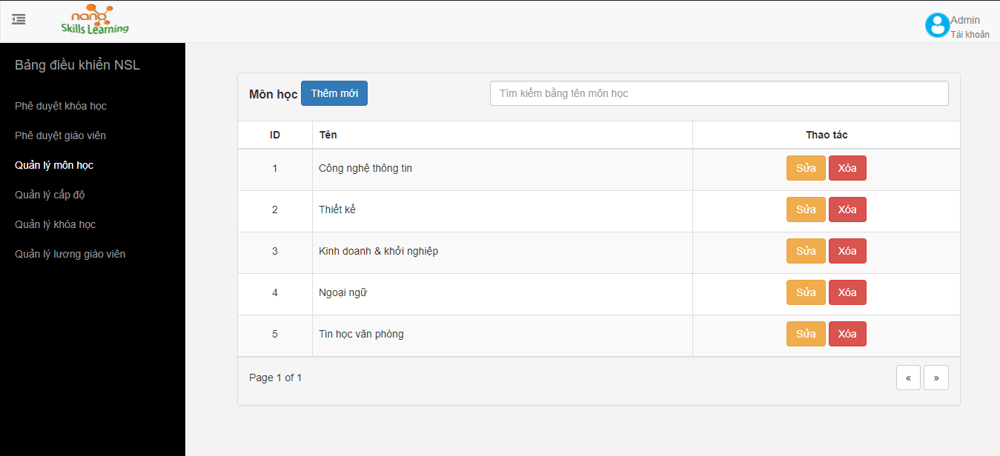 nano
Skills Learning
Admin
Tài khoản
Bảng điều khiển NSL
Phê duyệt khóa học
Phê duyệt giáo viên
Quản lý môn học
Quản lý cấp độ
Quản lý khóa học
Quản lý lương giáo viên
Môn học Thêm mới Tìm kiếm bằng tên môn học
ID Tên Thao tác
1 Công nghệ thông tin Sửa Xóa
2 Thiết kế Sửa Xóa
3 Kinh doanh & khởi nghiệp Sửa Xóa
4 Ngoại ngữ Sửa Xóa
5 Tin học văn phòng Sửa Xóa
Page 1 of 1 « »